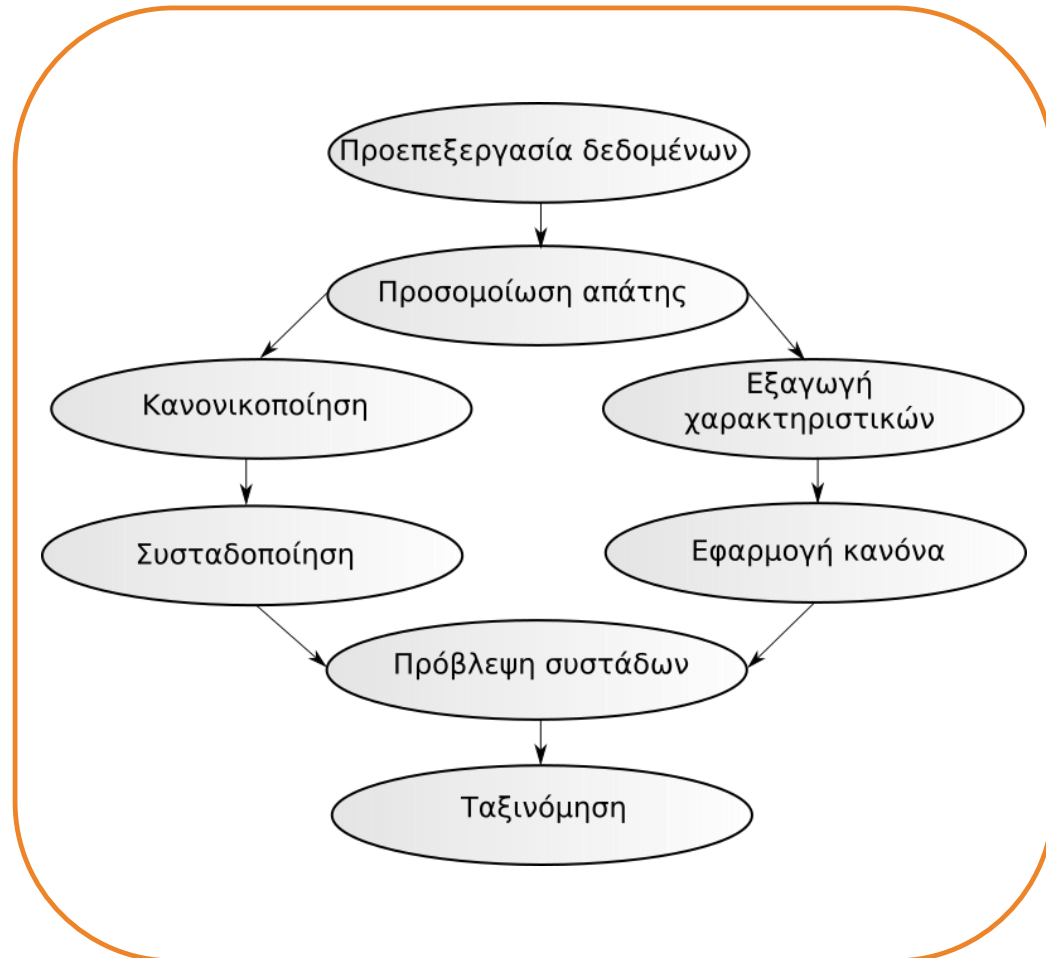 Προεπεξεργασία δεδομένων
Προσομοίωση απάτης
Κανονικοποίηση
Εξαγωγή
χαρακτηριστικών
Συσταδοποίηση
Εφαρμογή κανόνα
Πρόβλεψη συστάδων
Ταξινόμηση